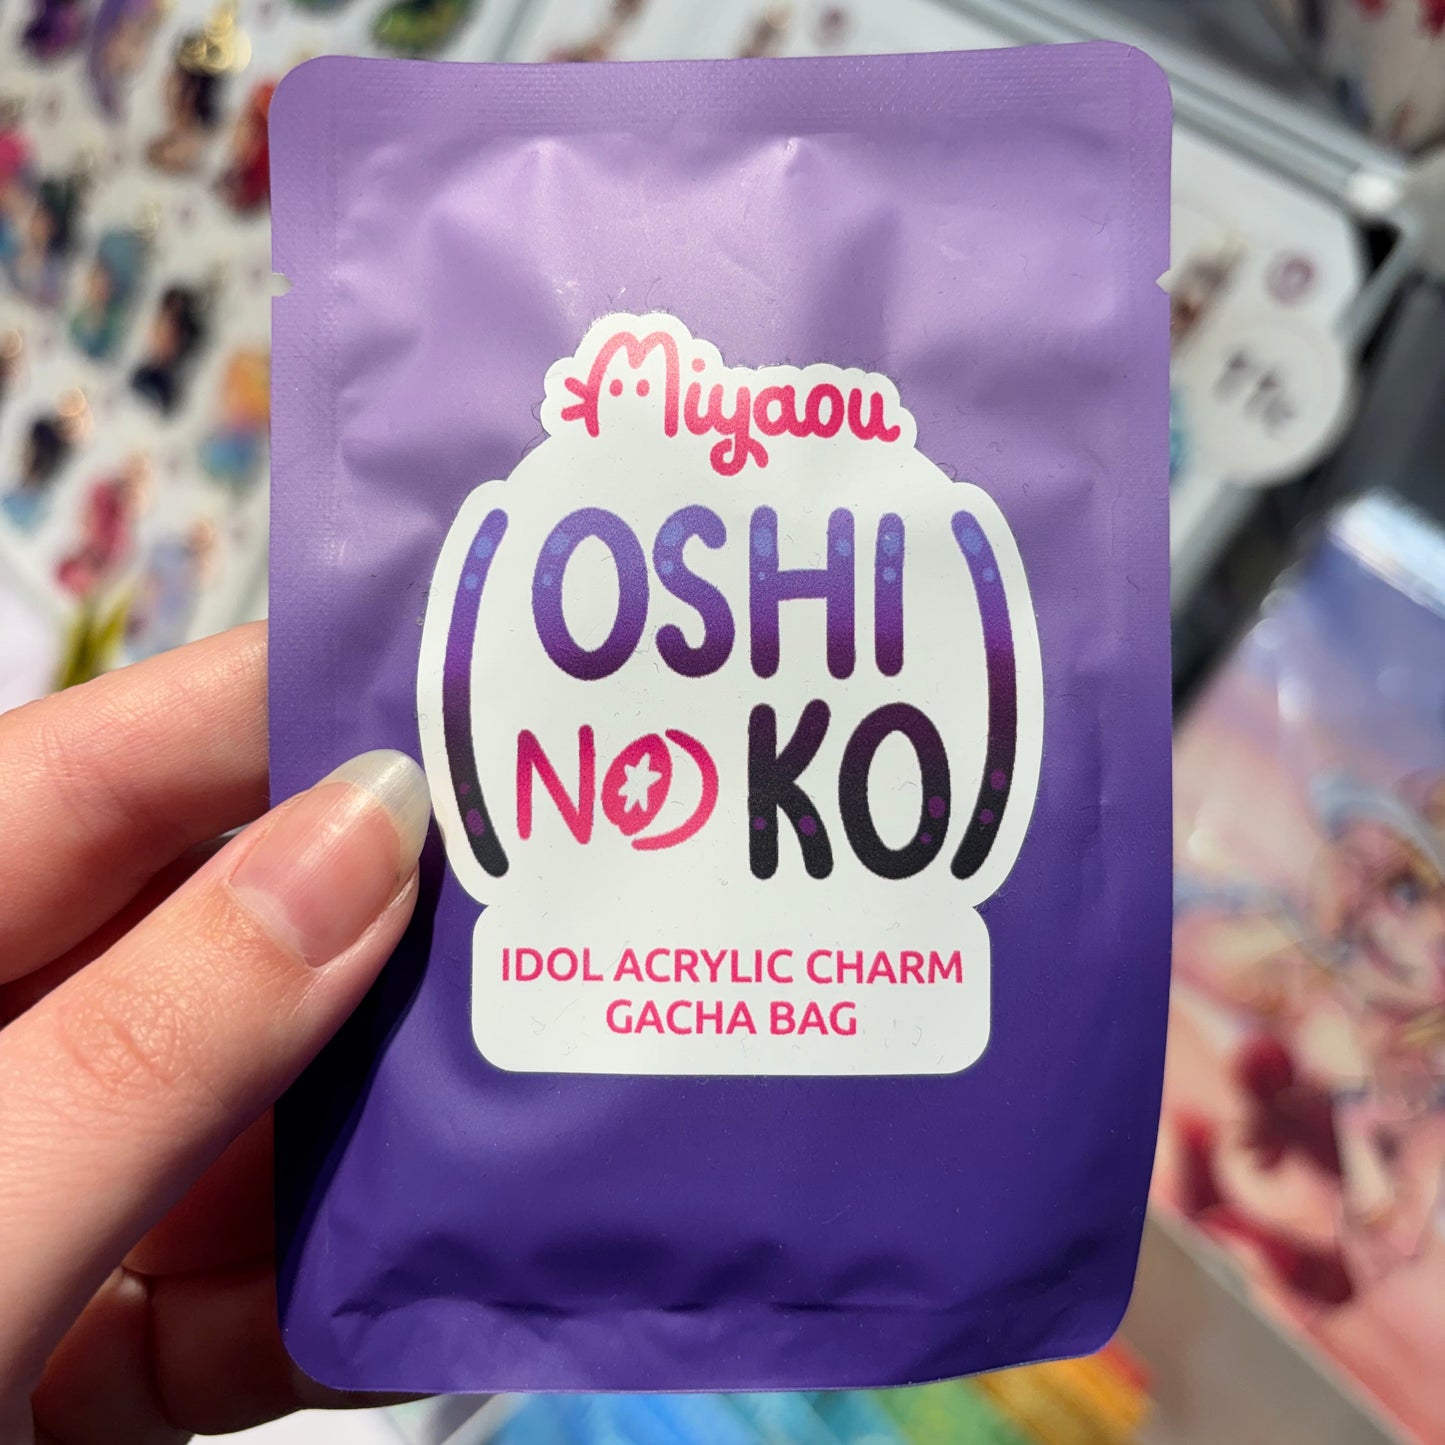 Miyaou
(OSHI
NO KO)
IDOL ACRYLIC CHARM
GACHA BAG